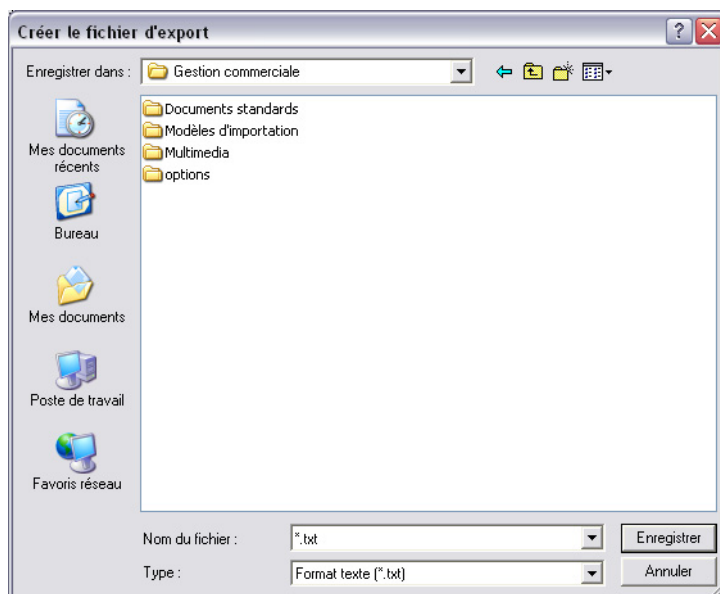 Créer le fichier d'export
Enregistrer dans :
Gestion commerciale
Mes documents
récents
Bureau
Mes documents
Poste de travail
Favoris réseau
Documents standards
Modèles d'importation
Multimedia
options
Nom du fichier :
*.txt
Enregistrer
Type :
Format texte (*.txt)
Annuler